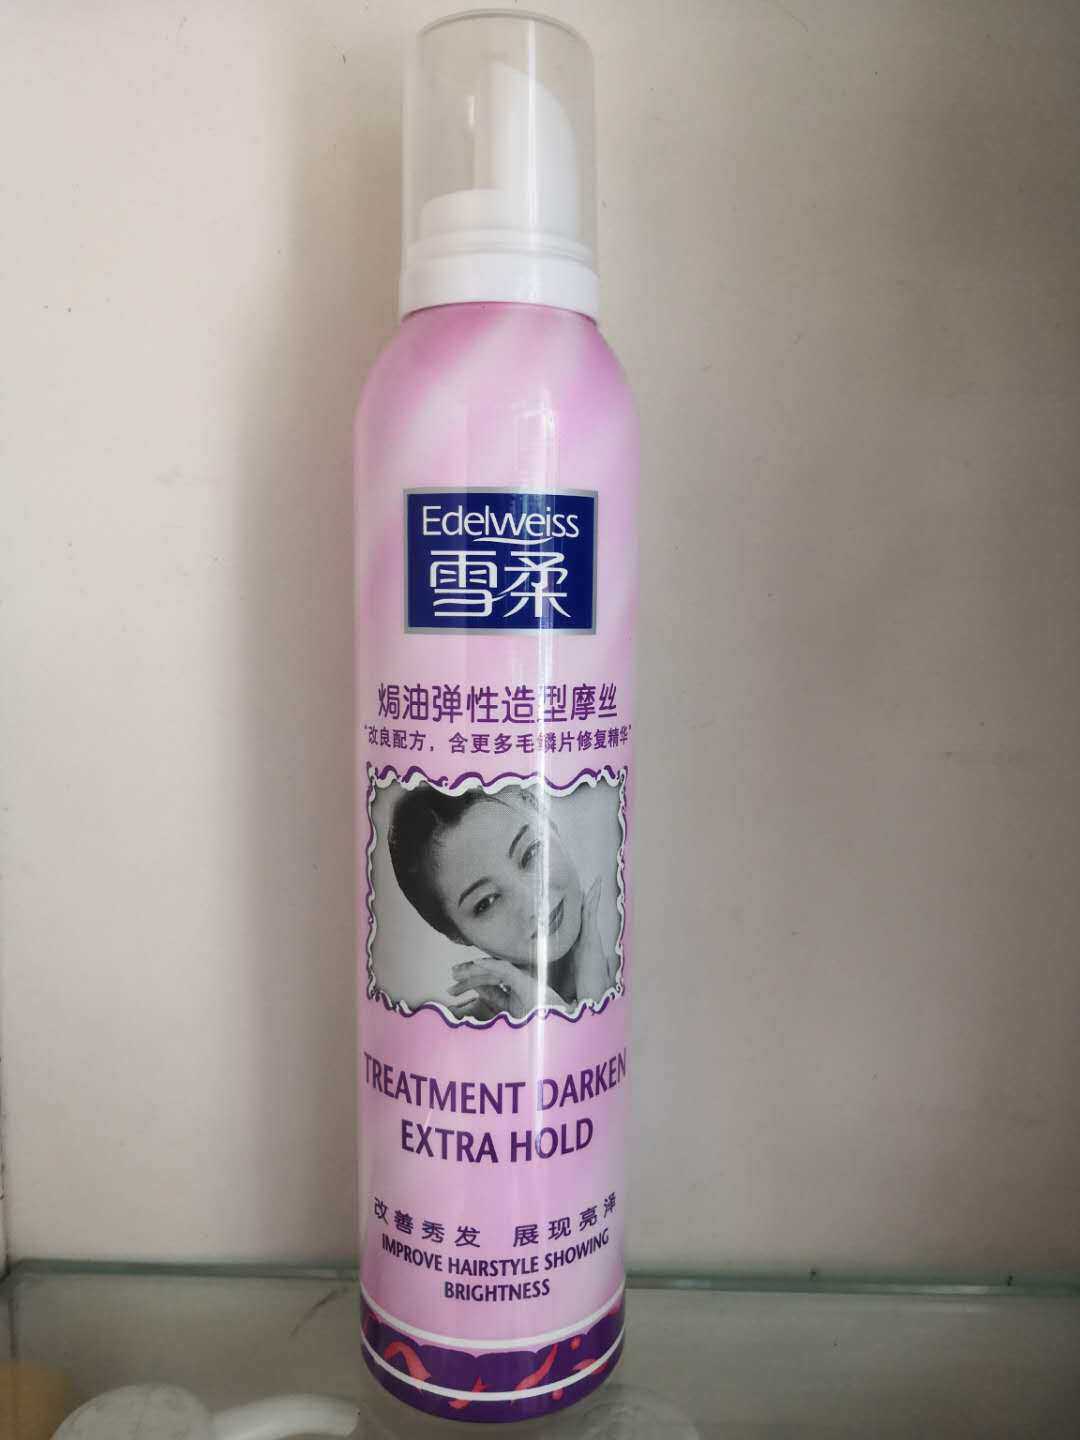 Edelweiss
雪柔
焗油弹性造型摩丝
"改良配方，含更多毛鳞片修复精华"
TREATMENT DARKEN
EXTRA HOLD
改善秀发 展现亮泽
IMPROVE HAIRSTYLE SHOWING
BRIGHTNESS